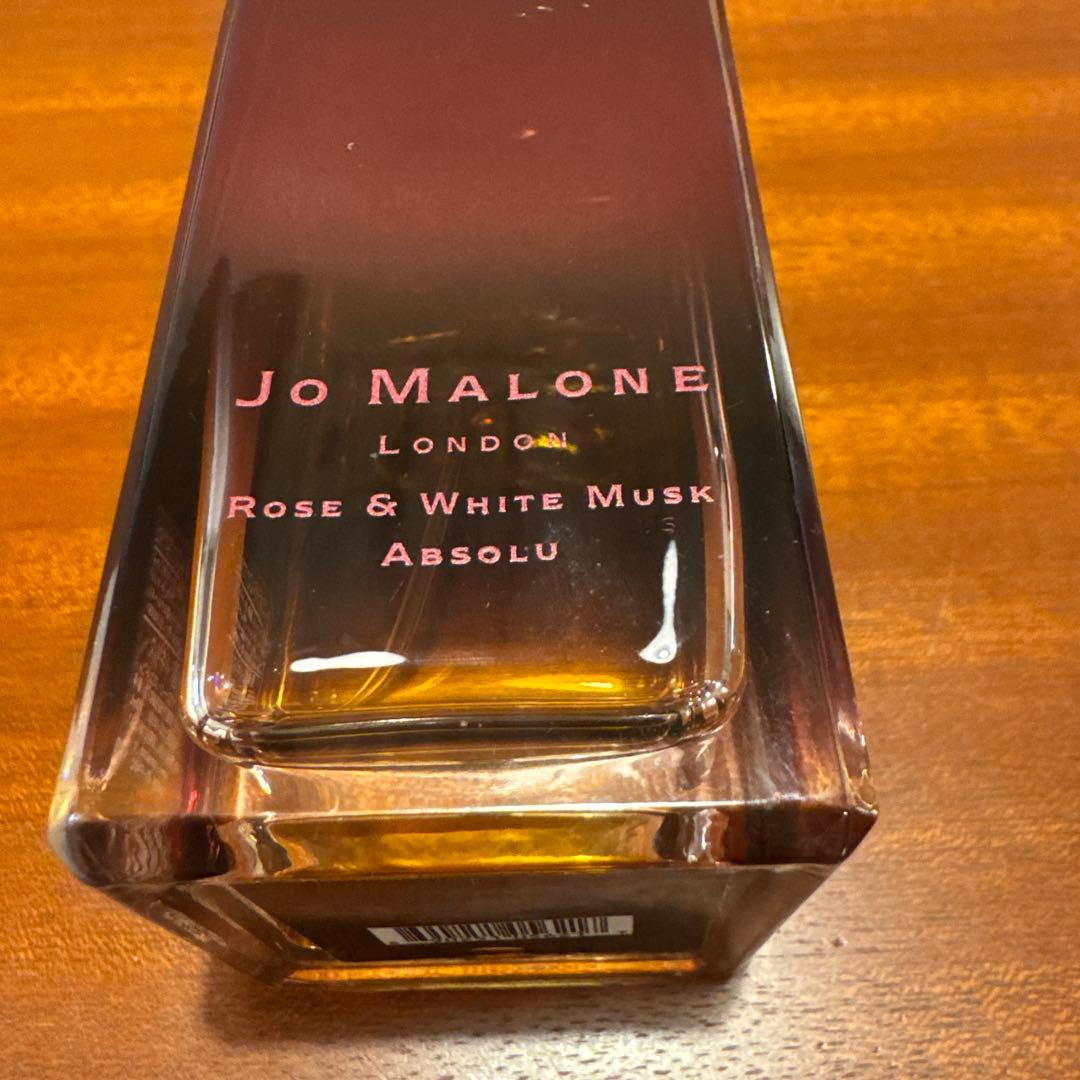 JO MALONE
LONDON
ROSE & WHITE MUSK
ABSOLU